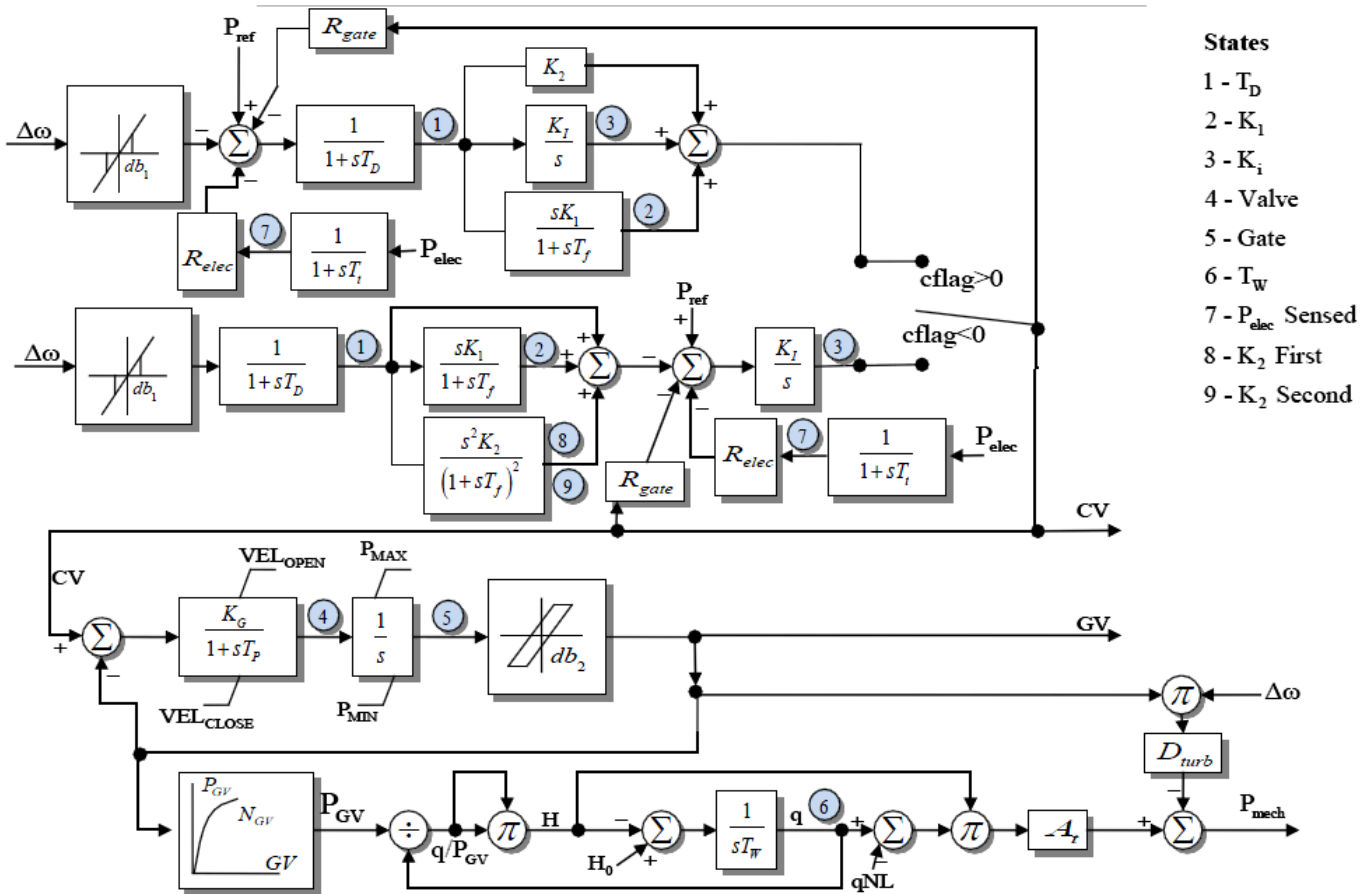 P_ref
R_gate
States
1 - T_D
2 - K_1
3 - K_i
4 - Valve
5 - Gate
6 - T_W
7 - P_elec Sensed
8 - K_2 First
9 - K_2 Second
Δω
db_1
−
+
−
−
Σ
1 / (1 + sT_D)
1
K_2
K_I / s
3
sK_1 / (1 + sT_f)
2
+
+
+
Σ
R_elec
7
1 / (1 + sT_t)
P_elec
cflag>0
cflag<0
Δω
db_1
1 / (1 + sT_D)
1
sK_1 / (1 + sT_f)
2
s^2K_2 / (1 + sT_f)^2
8
9
+
+
+
Σ
P_ref
+
−
−
−
Σ
K_I / s
3
R_gate
R_elec
7
1 / (1 + sT_t)
P_elec
CV
CV
+
−
Σ
VEL_OPEN
K_G / (1 + sT_P)
VEL_CLOSE
4
P_MAX
1 / s
P_MIN
5
db_2
GV
π
Δω
D_turb
P_GV
N_GV
GV
P_GV
÷
q/P_GV
π
H
−
+
H_0
Σ
1 / sT_W
q
6
+
−
qNL
Σ
π
A_t
+
−
Σ
P_mech